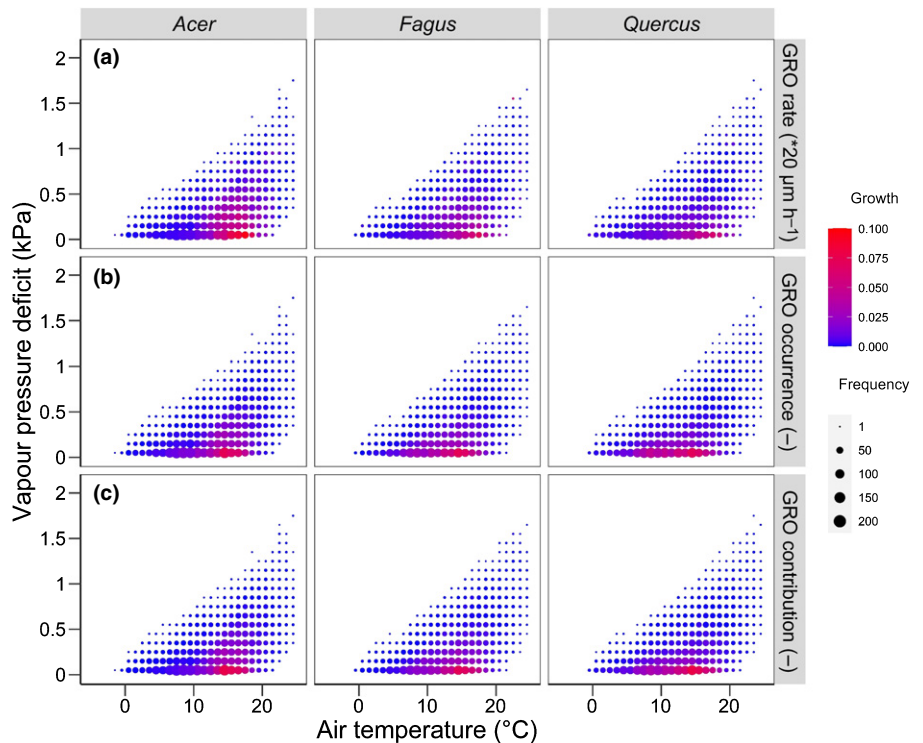 Acer
Fagus
Quercus
Vapour pressure deficit (kPa)
(a)
2
1.5
1
0.5
0
GRO rate (*20 μm h–1)
(b)
2
1.5
1
0.5
0
GRO occurrence (–)
(c)
2
1.5
1
0.5
0
GRO contribution (–)
0 10 20
0 10 20
0 10 20
Air temperature (°C)
Growth
0.100
0.075
0.050
0.025
0.000
Frequency
1
50
100
150
200